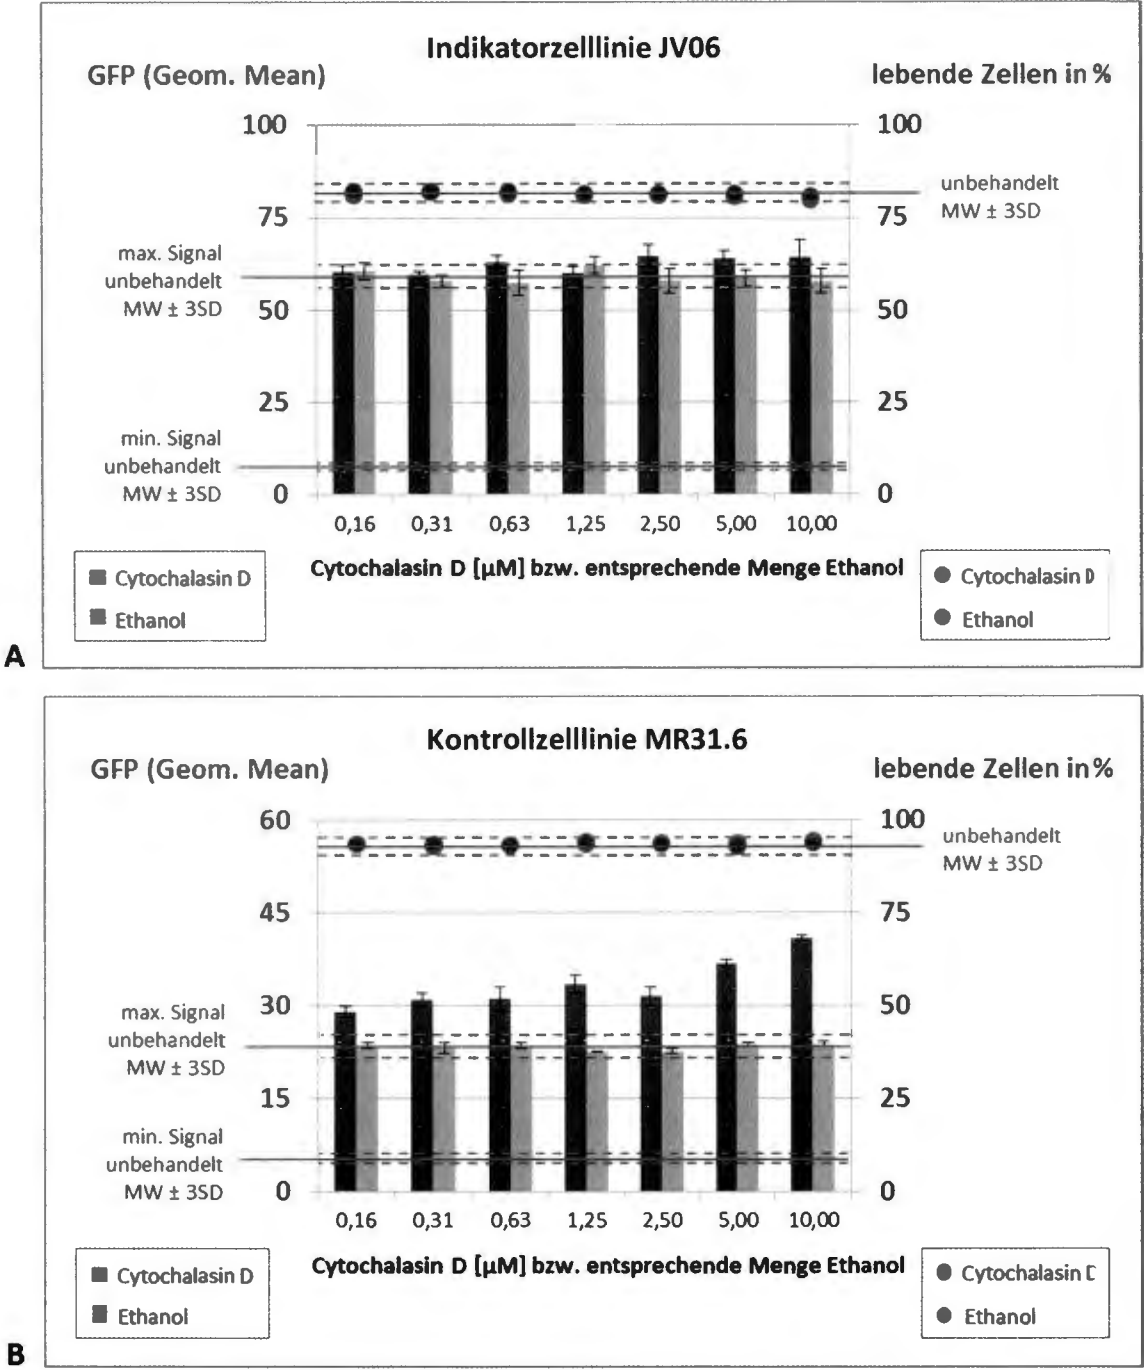 Indikatorzelllinie JV06
GFP (Geom. Mean)
lebende Zellen in %
100
75
50
25
0
max. Signal
unbehandelt
MW ± 3SD
min. Signal
unbehandelt
MW ± 3SD
100
75
50
25
0
unbehandelt
MW ± 3SD
0,16 0,31 0,63 1,25 2,50 5,00 10,00
Cytochalasin D [µM] bzw. entsprechende Menge Ethanol
Cytochalasin D
Ethanol
Cytochalasin D
Ethanol
A
Kontrollzelllinie MR31.6
GFP (Geom. Mean)
lebende Zellen in %
60
45
30
15
0
max. Signal
unbehandelt
MW ± 3SD
min. Signal
unbehandelt
MW ± 3SD
100
75
50
25
0
unbehandelt
MW ± 3SD
0,16 0,31 0,63 1,25 2,50 5,00 10,00
Cytochalasin D [µM] bzw. entsprechende Menge Ethanol
Cytochalasin D
Ethanol
Cytochalasin D
Ethanol
B